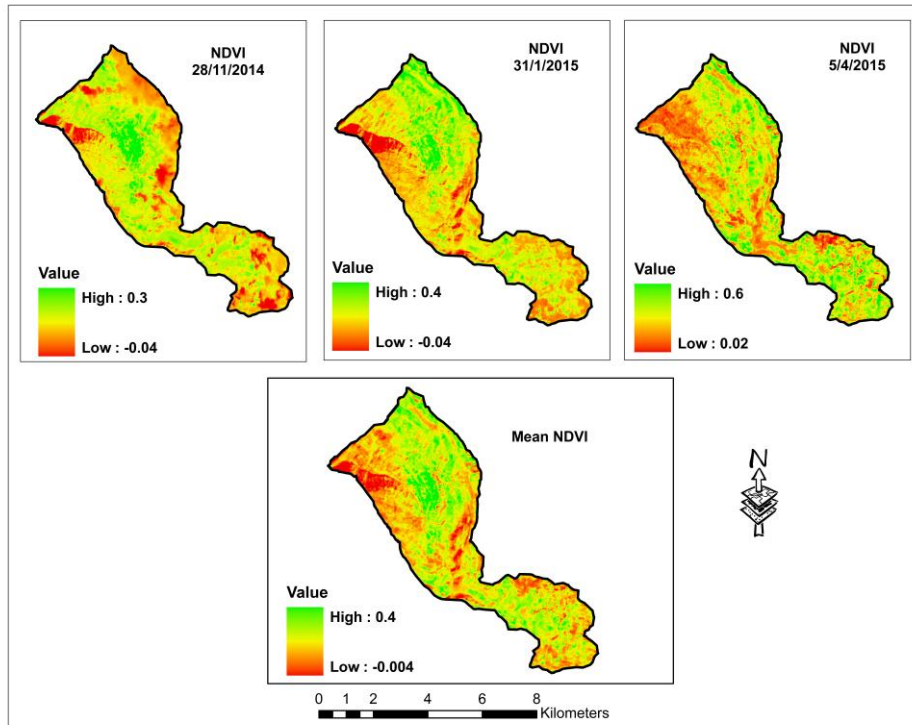 NDVI
28/11/2014
Value
High : 0.3
Low : -0.04
NDVI
31/1/2015
Value
High : 0.4
Low : -0.04
NDVI
5/4/2015
Value
High : 0.6
Low : 0.02
Mean NDVI
Value
High : 0.4
Low : -0.004
N
0 1 2 4 6 8
Kilometers